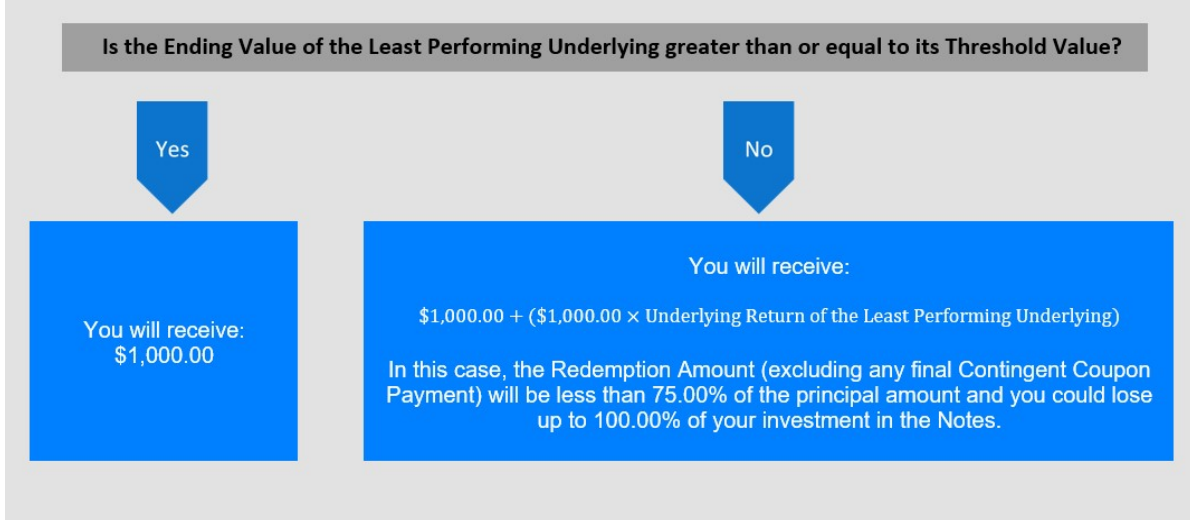 Is the Ending Value of the Least Performing Underlying greater than or equal to its Threshold Value?
Yes
No
You will receive:
$1,000.00
You will receive:
$1,000.00 + ($1,000.00 × Underlying Return of the Least Performing Underlying)
In this case, the Redemption Amount (excluding any final Contingent Coupon
Payment) will be less than 75.00% of the principal amount and you could lose
up to 100.00% of your investment in the Notes.